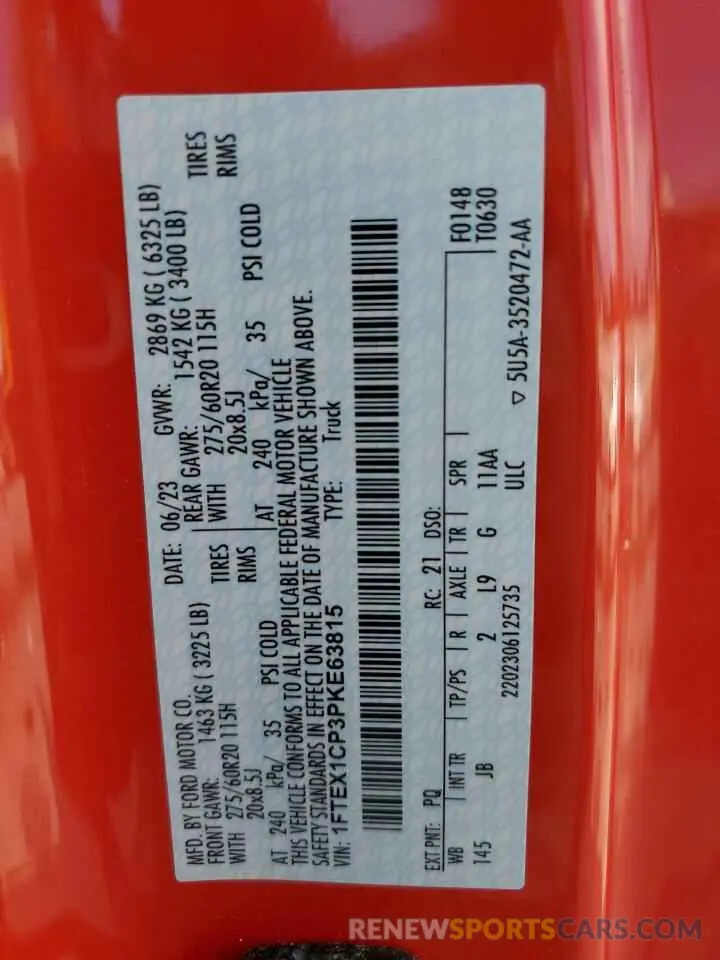 MFD. BY FORD MOTOR CO.
DATE: 06/23 GVWR: 2869 KG ( 6325 LB)
FRONT GAWR: 1463 KG ( 3225 LB)
REAR GAWR: 1542 KG ( 3400 LB)
WITH 275/60R20 115H TIRES
WITH 275/60R20 115H TIRES
20x8.5J RIMS
20x8.5J RIMS
AT 240 kPa/ 35 PSI COLD
AT 240 kPa/ 35 PSI COLD
THIS VEHICLE CONFORMS TO ALL APPLICABLE FEDERAL MOTOR VEHICLE
SAFETY STANDARDS IN EFFECT ON THE DATE OF MANUFACTURE SHOWN ABOVE.
VIN: 1FTEX1CP3PKE63815 TYPE: Truck
EXT PNT: PQ RC: 21 DSO: F0148
WB INT TR TP/PS R AXLE TR SPR T0630
145 JB 2 L9 G 11AA
2202306125735 ULC ▽ 5U5A-3520472-AA
RENEWSPORTSCARS.COM